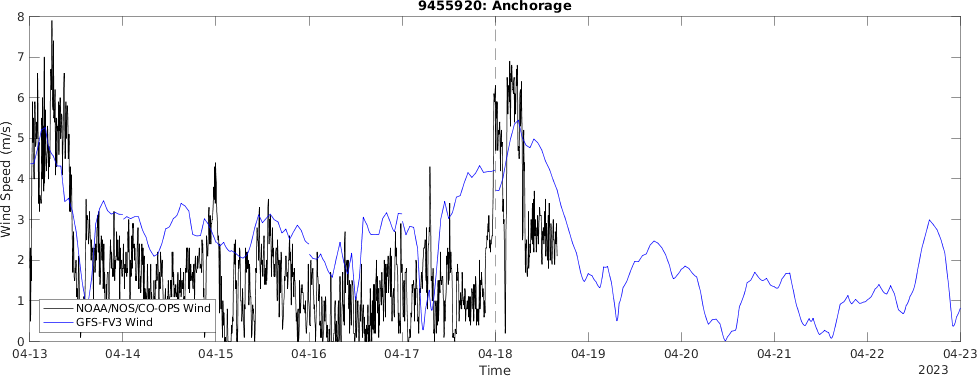 9455920: Anchorage
8
7
6
5
4
3
2
1
0
Wind Speed (m/s)
NOAA/NOS/CO-OPS Wind
GFS-FV3 Wind
04-13 04-14 04-15 04-16 04-17 04-18 04-19 04-20 04-21 04-22 04-23
Time
2023